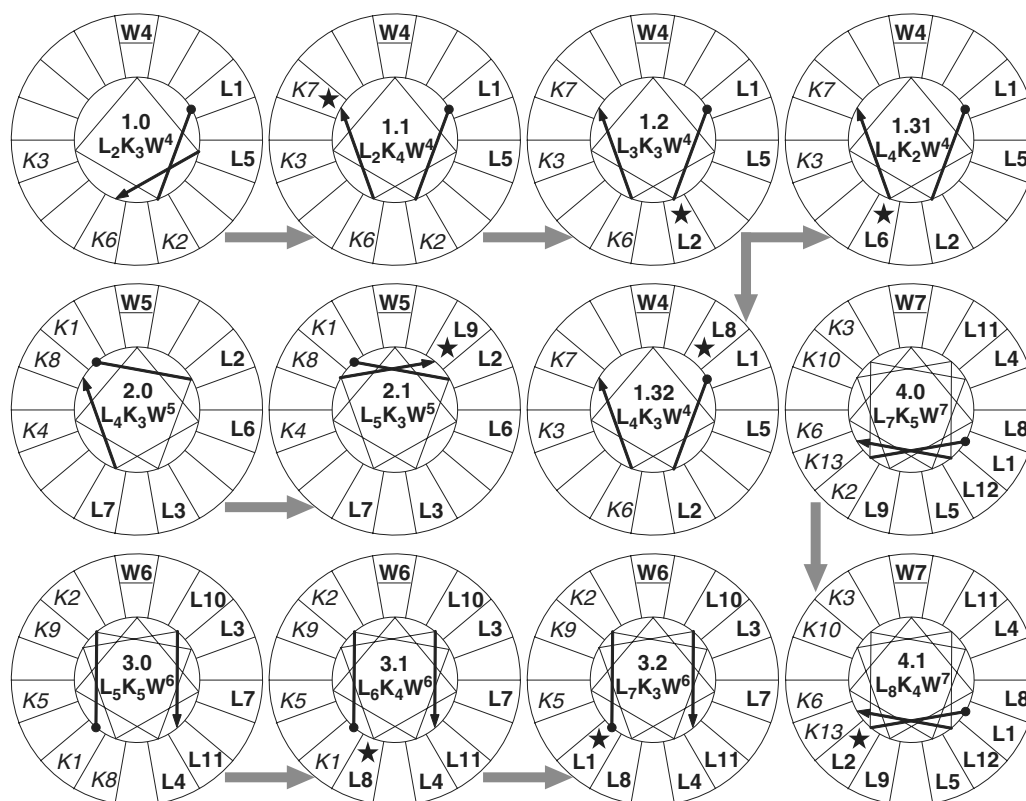 W4
L1
K3
1.0
L2K3W4
L5
K6
K2
W4
K7
L1
K3
1.1
L2K4W4
L5
K6
K2
W4
K7
L1
K3
1.2
L3K3W4
L5
K6
L2
W4
K7
L1
K3
1.31
L4K2W4
L5
L6
L2
W5
K1
K8
L2
2.0
L4K3W5
K4
L6
L7
L3
W5
K1
L9
K8
L2
2.1
L5K3W5
K4
L6
L7
L3
W4
L8
K7
L1
1.32
L4K3W4
K3
L5
K6
L2
W7
K3
L11
K10
L4
4.0
L7K5W7
K6
L8
K13
L1
K2
L12
L9
L5
W6
K2
L10
K9
L3
3.0
L5K5W6
K5
L7
K1
L11
K8
L4
W6
K2
L10
K9
L3
3.1
L6K4W6
K5
L7
K1
L11
L8
L4
W6
K2
L10
K9
L3
3.2
L7K3W6
K5
L7
L1
L11
L8
L4
W7
K3
L11
K10
L4
4.1
L8K4W7
K6
L8
K13
L1
L2
L12
L9
L5